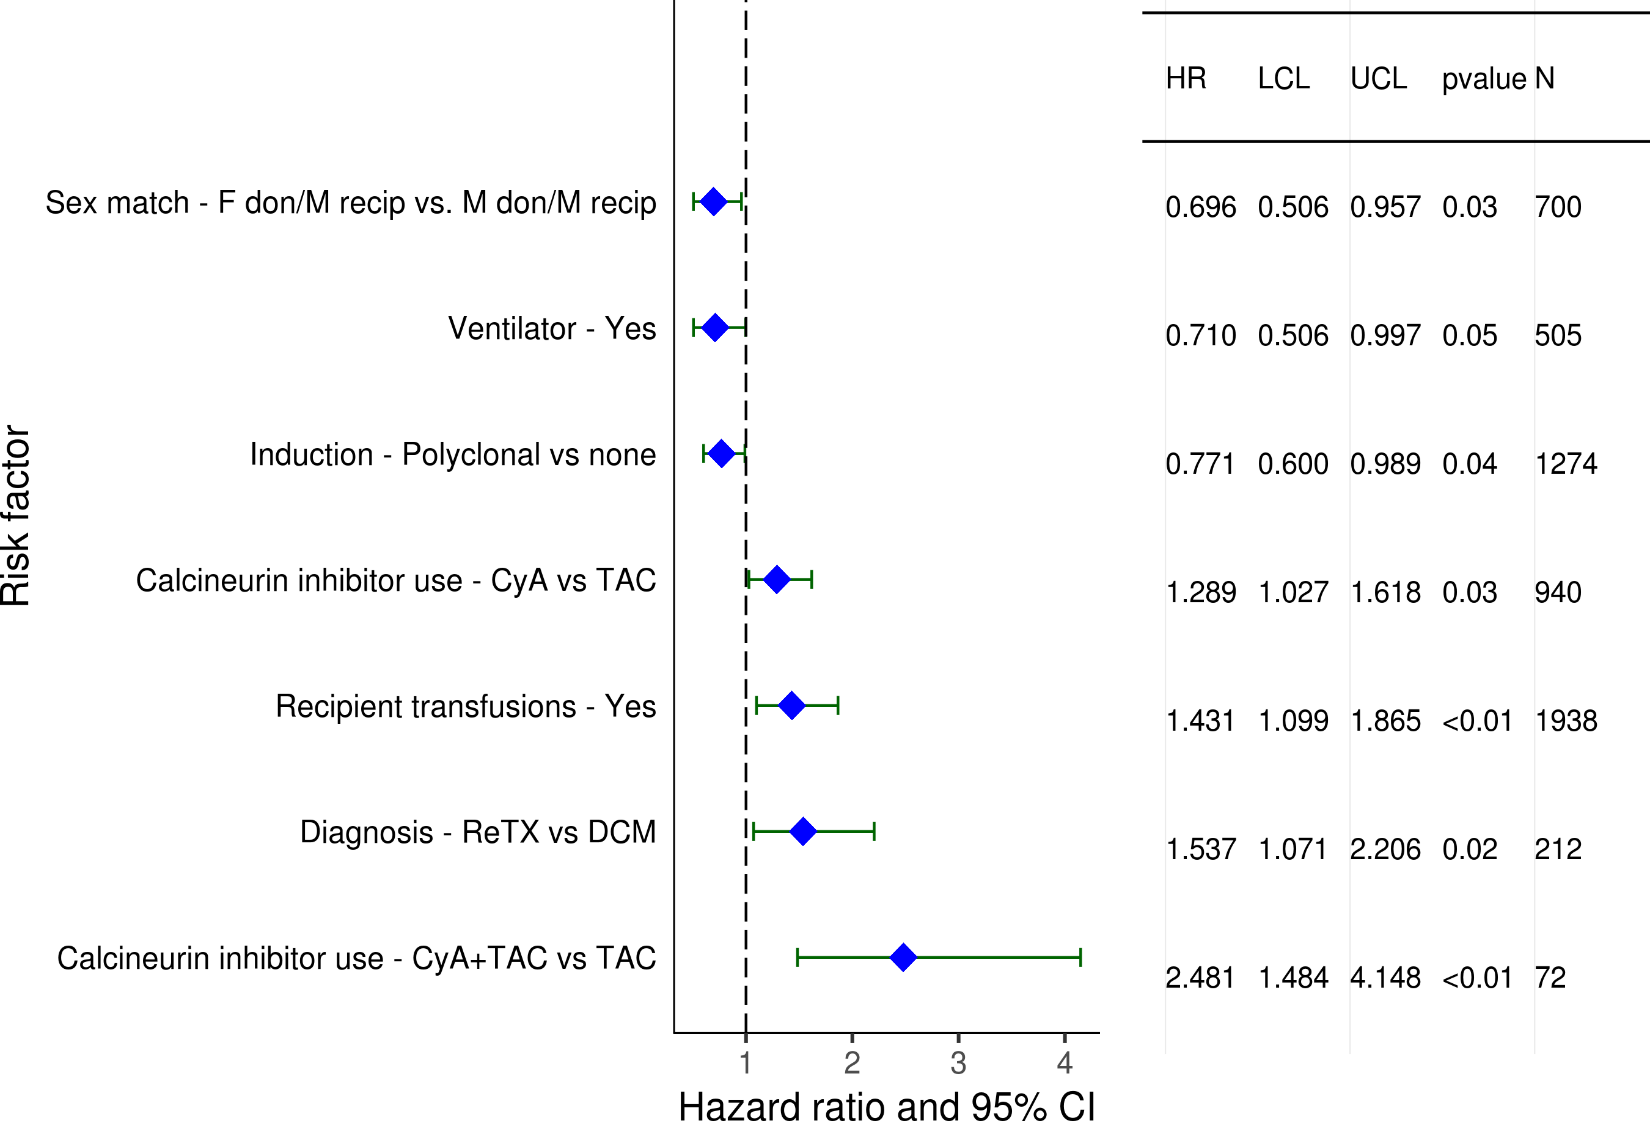 HR LCL UCL pvalue N
Sex match - F don/M recip vs. M don/M recip 0.696 0.506 0.957 0.03 700
Ventilator - Yes 0.710 0.506 0.997 0.05 505
Induction - Polyclonal vs none 0.771 0.600 0.989 0.04 1274
Calcineurin inhibitor use - CyA vs TAC 1.289 1.027 1.618 0.03 940
Recipient transfusions - Yes 1.431 1.099 1.865 <0.01 1938
Diagnosis - ReTX vs DCM 1.537 1.071 2.206 0.02 212
Calcineurin inhibitor use - CyA+TAC vs TAC 2.481 1.484 4.148 <0.01 72
Risk factor
1 2 3 4
Hazard ratio and 95% CI